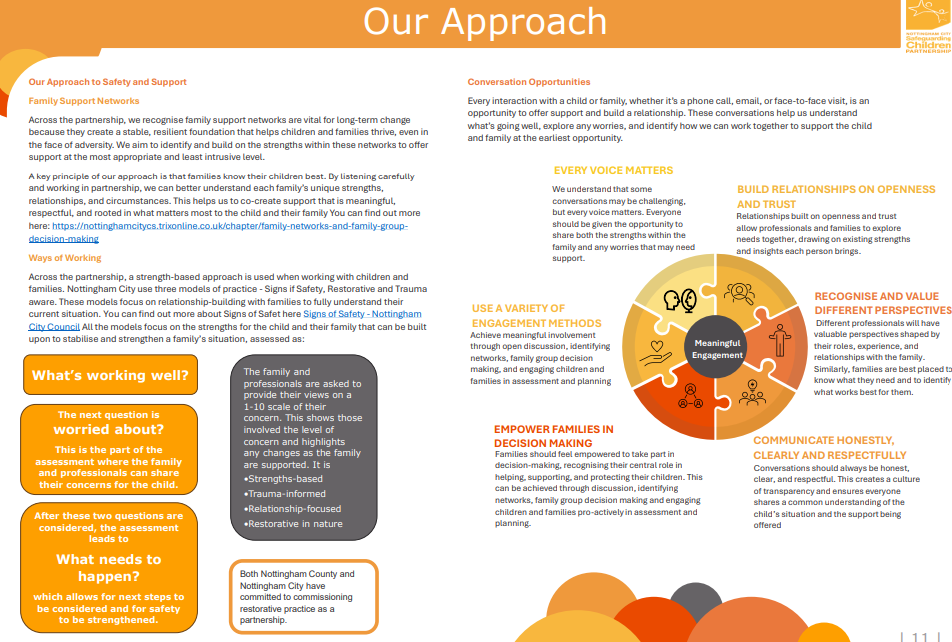 Our Approach
NOTTINGHAM CITY
Safeguarding
Children
PARTNERSHIP
Our Approach to Safety and Support
Family Support Networks
Across the partnership, we recognise family support networks are vital for long-term change
because they create a stable, resilient foundation that helps children and families thrive, even in
the face of adversity. We aim to identify and build on the strengths within these networks to offer
support at the most appropriate and least intrusive level.
A key principle of our approach is that families know their children best. By listening carefully
and working in partnership, we can better understand each family's unique strengths,
relationships, and circumstances. This helps us to co-create support that is meaningful,
respectful, and rooted in what matters most to the child and their family You can find out more
here: https://nottinghamcitycs.trixonline.co.uk/chapter/family-networks-and-family-group-
decision-making
Ways of Working
Across the partnership, a strength-based approach is used when working with children and
families. Nottingham City use three models of practice - Signs if Safety, Restorative and Trauma
aware. These models focus on relationship-building with families to fully understand their
current situation. You can find out more about Signs of Safet here Signs of Safety - Nottingham
City Council All the models focus on the strengths for the child and their family that can be built
upon to stabilise and strengthen a family's situation, assessed as:
What's working well?
The next question is
worried about?
This is the part of the
assessment where the family
and professionals can share
their concerns for the child.
After these two questions are
considered, the assessment
leads to
What needs to
happen?
which allows for next steps to
be considered and for safety
to be strengthened.
The family and
professionals are asked to
provide their views on a
1-10 scale of their
concern. This shows those
involved the level of
concern and highlights
any changes as the family
are supported. It is
•Strengths-based
•Trauma-informed
•Relationship-focused
•Restorative in nature
Both Nottingham County and
Nottingham City have
committed to commissioning
restorative practice as a
partnership.
Conversation Opportunities
Every interaction with a child or family, whether it's a phone call, email, or face-to-face visit, is an
opportunity to offer support and build a relationship. These conversations help us understand
what's going well, explore any worries, and identify how we can work together to support the child
and family at the earliest opportunity.
EVERY VOICE MATTERS
We understand that some
conversations may be challenging,
but every voice matters. Everyone
should be given the opportunity to
share both the strengths within the
family and any worries that may need
support.
BUILD RELATIONSHIPS ON OPENNESS
AND TRUST
Relationships built on openness and trust
allow professionals and families to explore
needs together, drawing on existing strengths
and insights each person brings.
USE A VARIETY OF
ENGAGEMENT METHODS
Achieve meaningful involvement
through open discussion, identifying
networks, family group decision
making, and engaging children and
families in assessment and planning
Meaningful
Engagement
RECOGNISE AND VALUE
DIFFERENT PERSPECTIVES
Different professionals will have
valuable perspectives shaped by
their roles, experience, and
relationships with the family.
Similarly, families are best placed to
know what they need and to identify
what works best for them.
EMPOWER FAMILIES IN
DECISION MAKING
Families should feel empowered to take part in
decision-making, recognising their central role in
helping, supporting, and protecting their children. This
can be achieved through discussion, identifying
networks, family group decision making and engaging
children and families pro-actively in assessment and
planning.
COMMUNICATE HONESTLY,
CLEARLY AND RESPECTFULLY
Conversations should always be honest,
clear, and respectful. This creates a culture
of transparency and ensures everyone
shares a common understanding of the
child's situation and the support being
offered
| 11 |